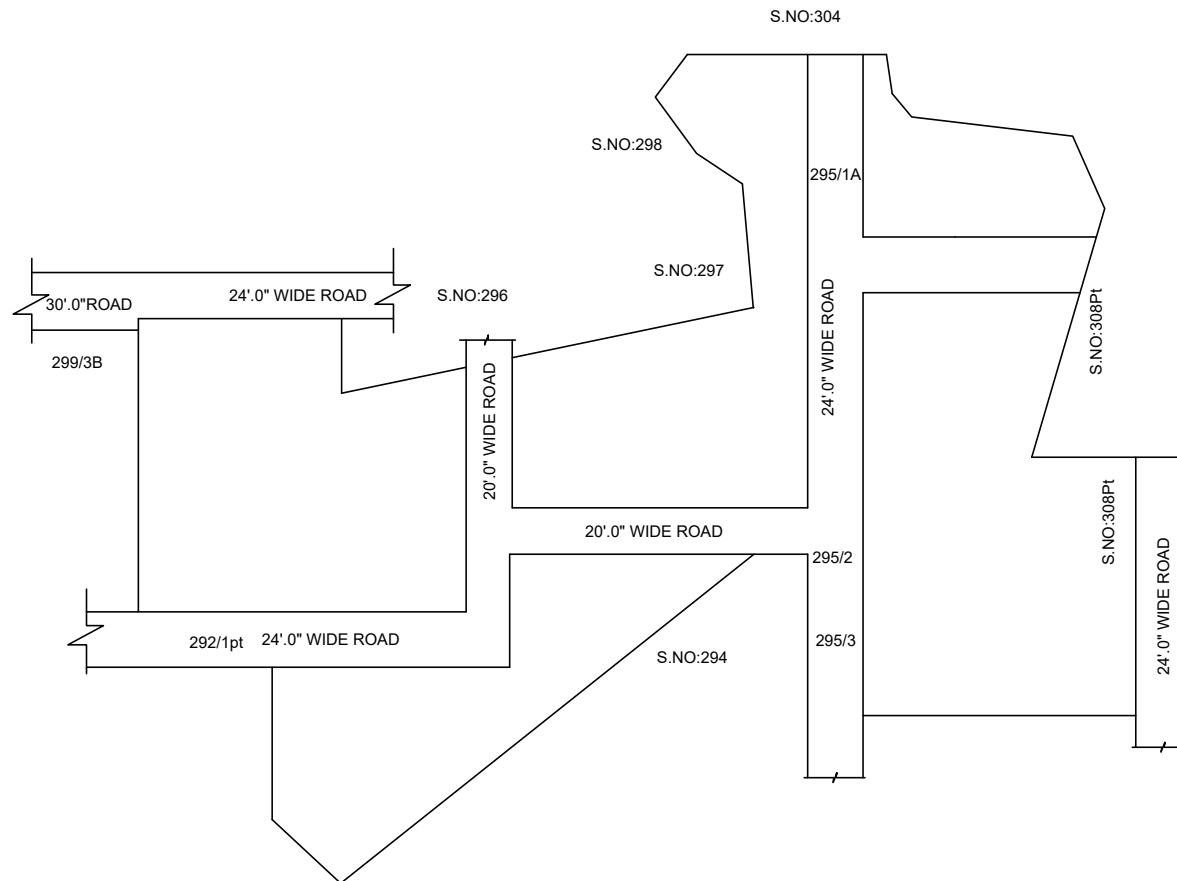 S.NO:304
S.NO:298
295/1A
S.NO:297
30'.0"ROAD
24'.0" WIDE ROAD
S.NO:296
24'.0" WIDE ROAD
S.NO:308Pt
299/3B
20'.0" WIDE ROAD
S.NO:308Pt
20'.0" WIDE ROAD
295/2
24'.0" WIDE ROAD
292/1pt
24'.0" WIDE ROAD
S.NO:294
295/3